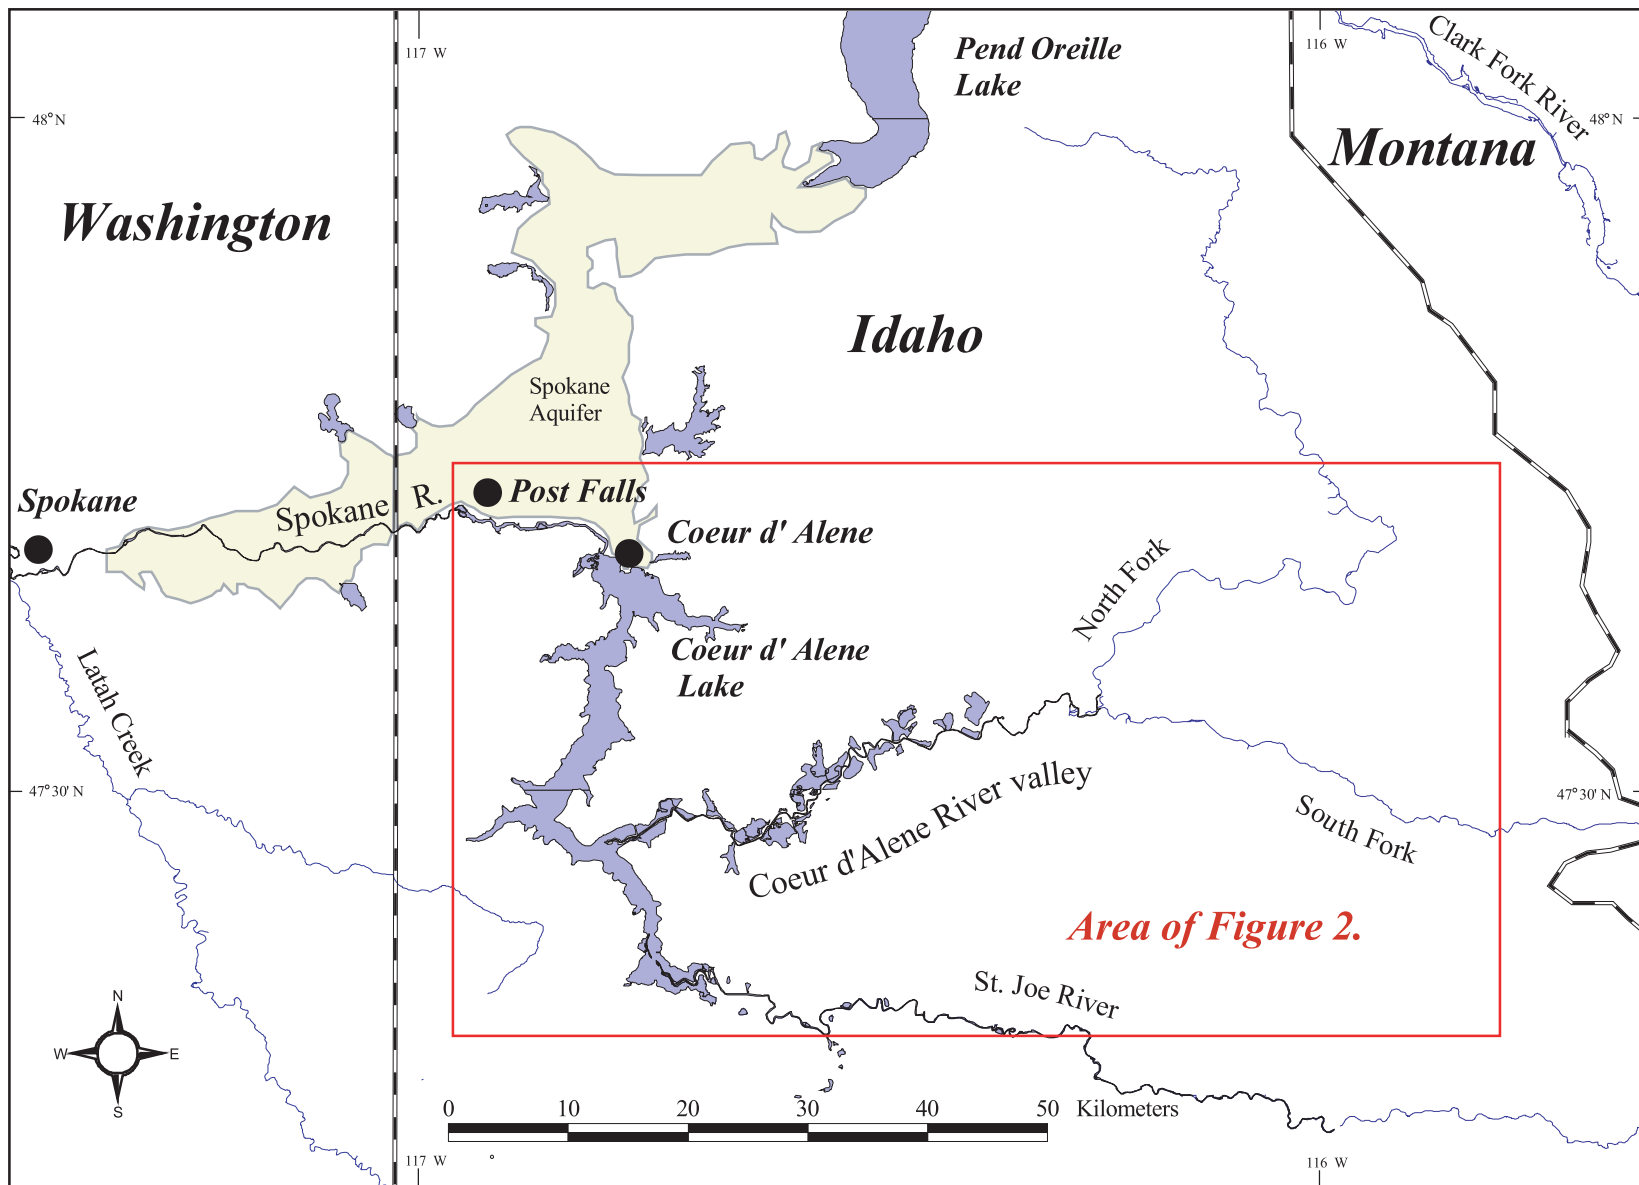 117 W
116 W
Pend Oreille
Lake
Clark Fork River
48°N
48°N
Montana
Washington
Idaho
Spokane
Aquifer
Spokane
Post Falls
Spokane R.
Coeur d' Alene
North Fork
Coeur d' Alene
Lake
Latah Creek
47°30' N
47°30' N
Coeur d'Alene River valley
South Fork
Area of Figure 2.
St. Joe River
N
W
E
S
0 10 20 30 40 50 Kilometers
117 W
116 W